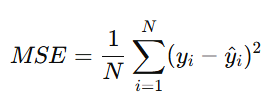 MSE = \frac{1}{N} \sum_{i=1}^{N} (y_i - \hat{y}_i)^2